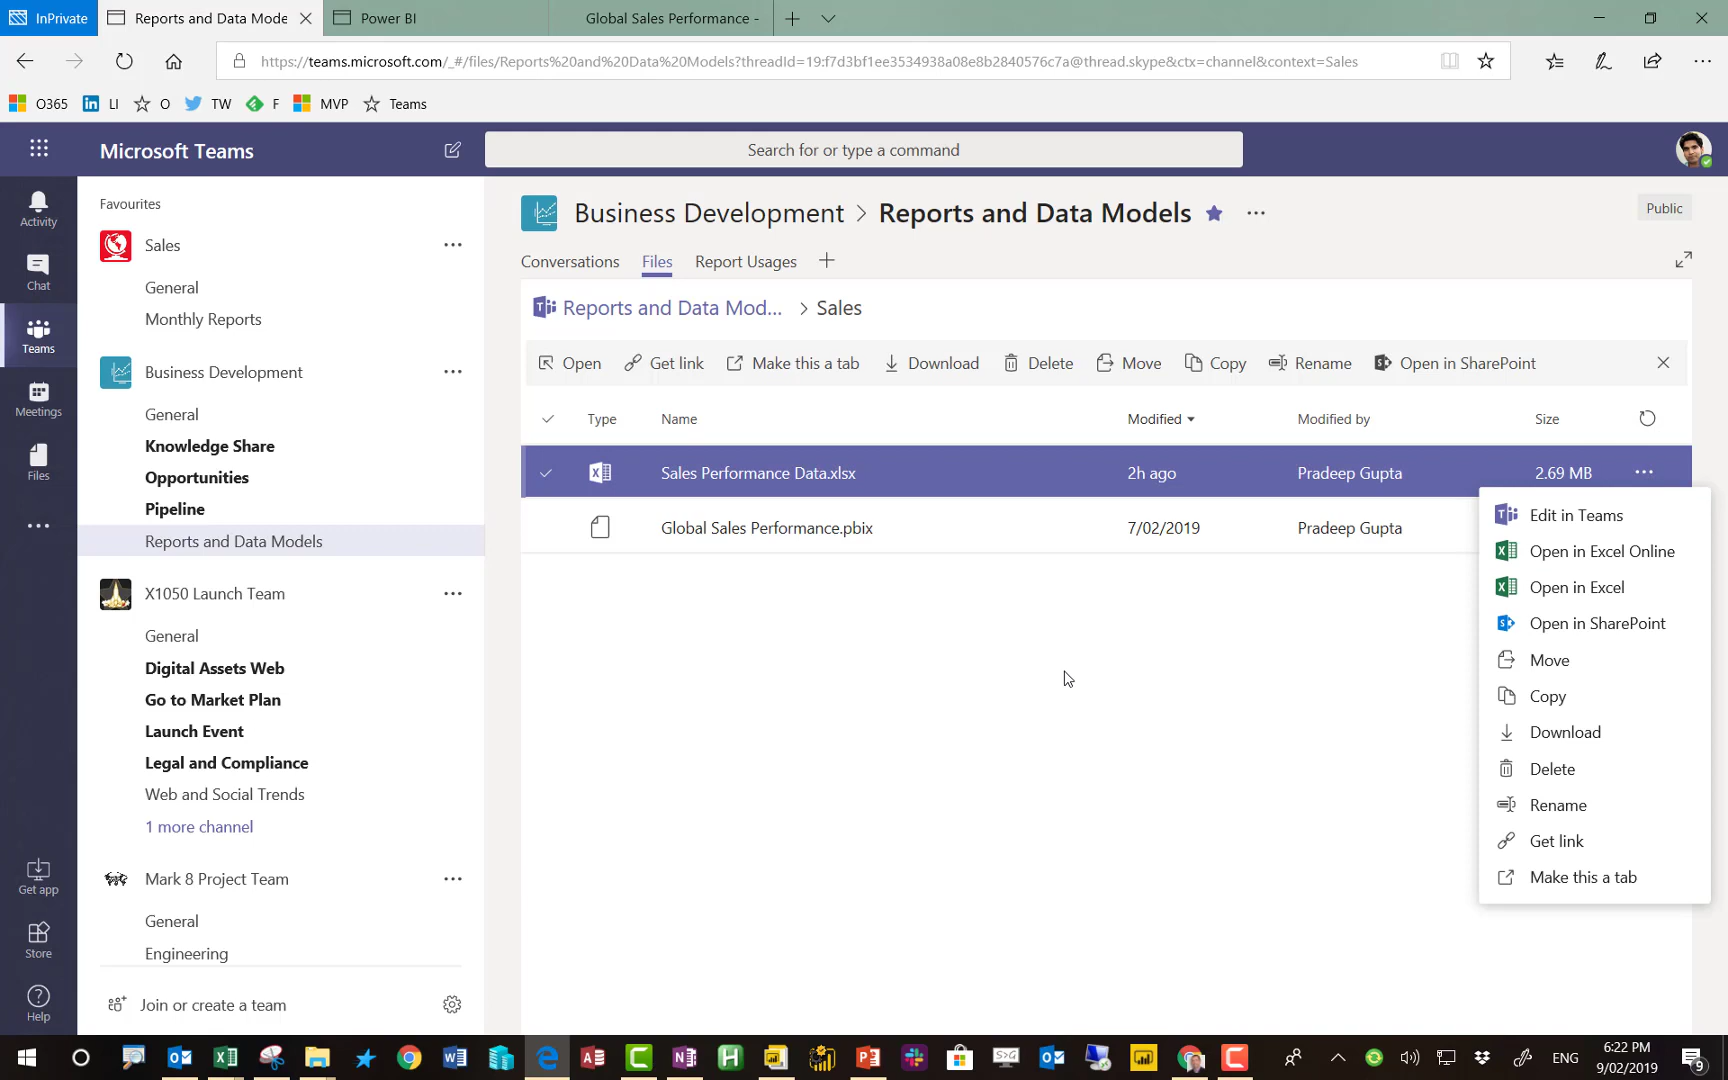 InPrivate
Reports and Data Mode
Power BI
Global Sales Performance -
https://teams.microsoft.com/_#/files/Reports%20and%20Data%20Models?threadId=19:f7d3bf1ee3534938a08e8b2840576c7a@thread.skype&ctx=channel&context=Sales
O365 LI O TW F MVP Teams
Microsoft Teams
Search for or type a command
Activity
Chat
Teams
Meetings
Files
Get app
Store
Help
Favourites
Sales
General
Monthly Reports
Business Development
General
Knowledge Share
Opportunities
Pipeline
Reports and Data Models
X1050 Launch Team
General
Digital Assets Web
Go to Market Plan
Launch Event
Legal and Compliance
Web and Social Trends
1 more channel
Mark 8 Project Team
General
Engineering
Join or create a team
Business Development > Reports and Data Models
Public
Conversations Files Report Usages
Reports and Data Mod... > Sales
Open Get link Make this a tab Download Delete Move Copy Rename Open in SharePoint
Type Name Modified Modified by Size
Sales Performance Data.xlsx 2h ago Pradeep Gupta 2.69 MB
Global Sales Performance.pbix 7/02/2019 Pradeep Gupta
Edit in Teams
Open in Excel Online
Open in Excel
Open in SharePoint
Move
Copy
Download
Delete
Rename
Get link
Make this a tab
ENG
6:22 PM
9/02/2019
9